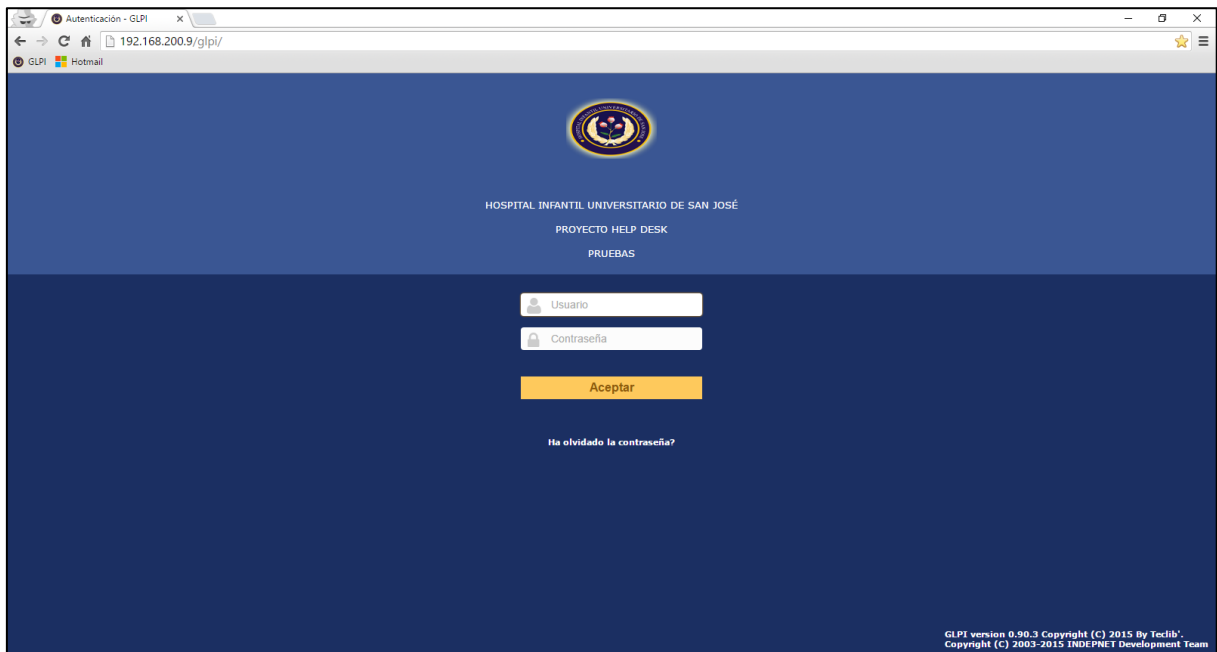 Autenticación - GLPI
192.168.200.9/glpi/
GLPI Hotmail
HOSPITAL INFANTIL UNIVERSITARIO DE SAN JOSÉ
PROYECTO HELP DESK
PRUEBAS
Usuario
Contraseña
Aceptar
Ha olvidado la contraseña?
GLPI version 0.90.3 Copyright (C) 2015 By Teclib'.
Copyright (C) 2003-2015 INDEPNET Development Team